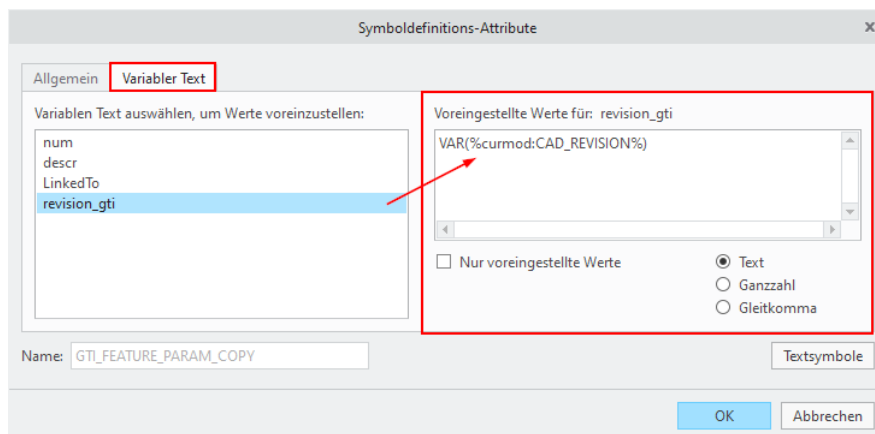 Symboldefinitions-Attribute
Allgemein Variabler Text
Variablen Text auswählen, um Werte voreinzustellen:
num
descr
LinkedTo
revision_gti
Voreingestellte Werte für: revision_gti
VAR(%curmod:CAD_REVISION%)
Nur voreingestellte Werte
Text
Ganzzahl
Gleitkomma
Name: GTI_FEATURE_PARAM_COPY
Textsymbole
OK Abbrechen